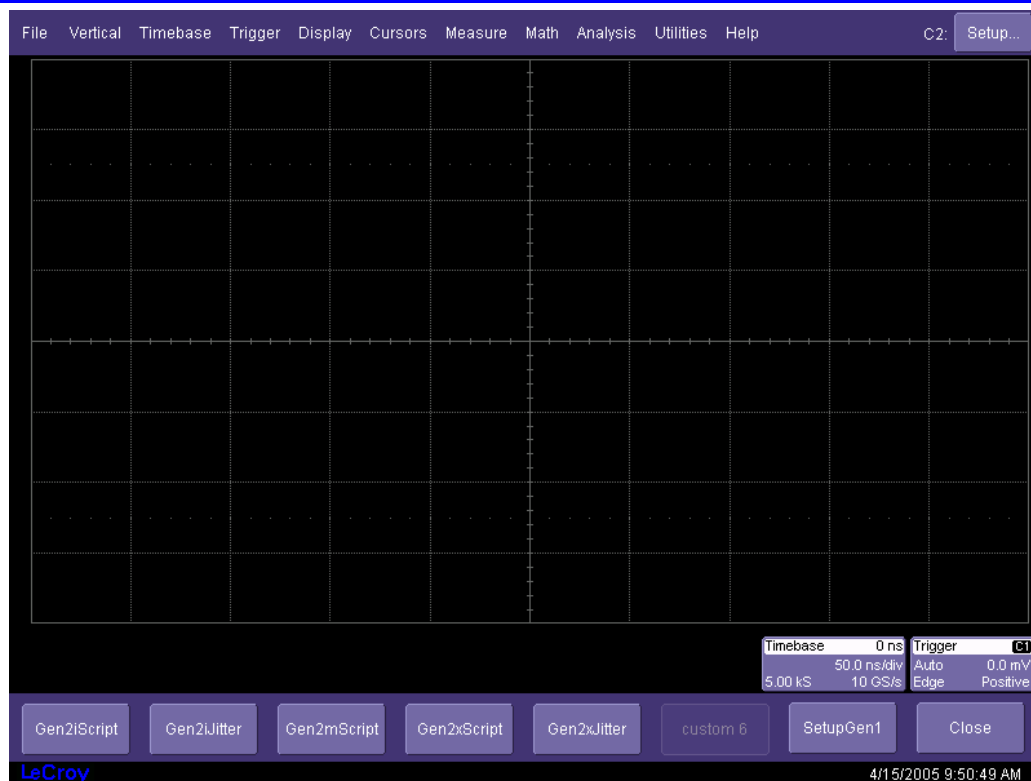 File Vertical Timebase Trigger Display Cursors Measure Math Analysis Utilities Help C2: Setup...
Timebase 0 ns Trigger C1
50.0 ns/div Auto 0.0 mV
5.00 kS 10 GS/s Edge Positive
Gen2iScript Gen2iJitter Gen2mScript Gen2xScript Gen2xJitter custom 6 SetupGen1 Close
LeCroy 4/15/2005 9:50:49 AM